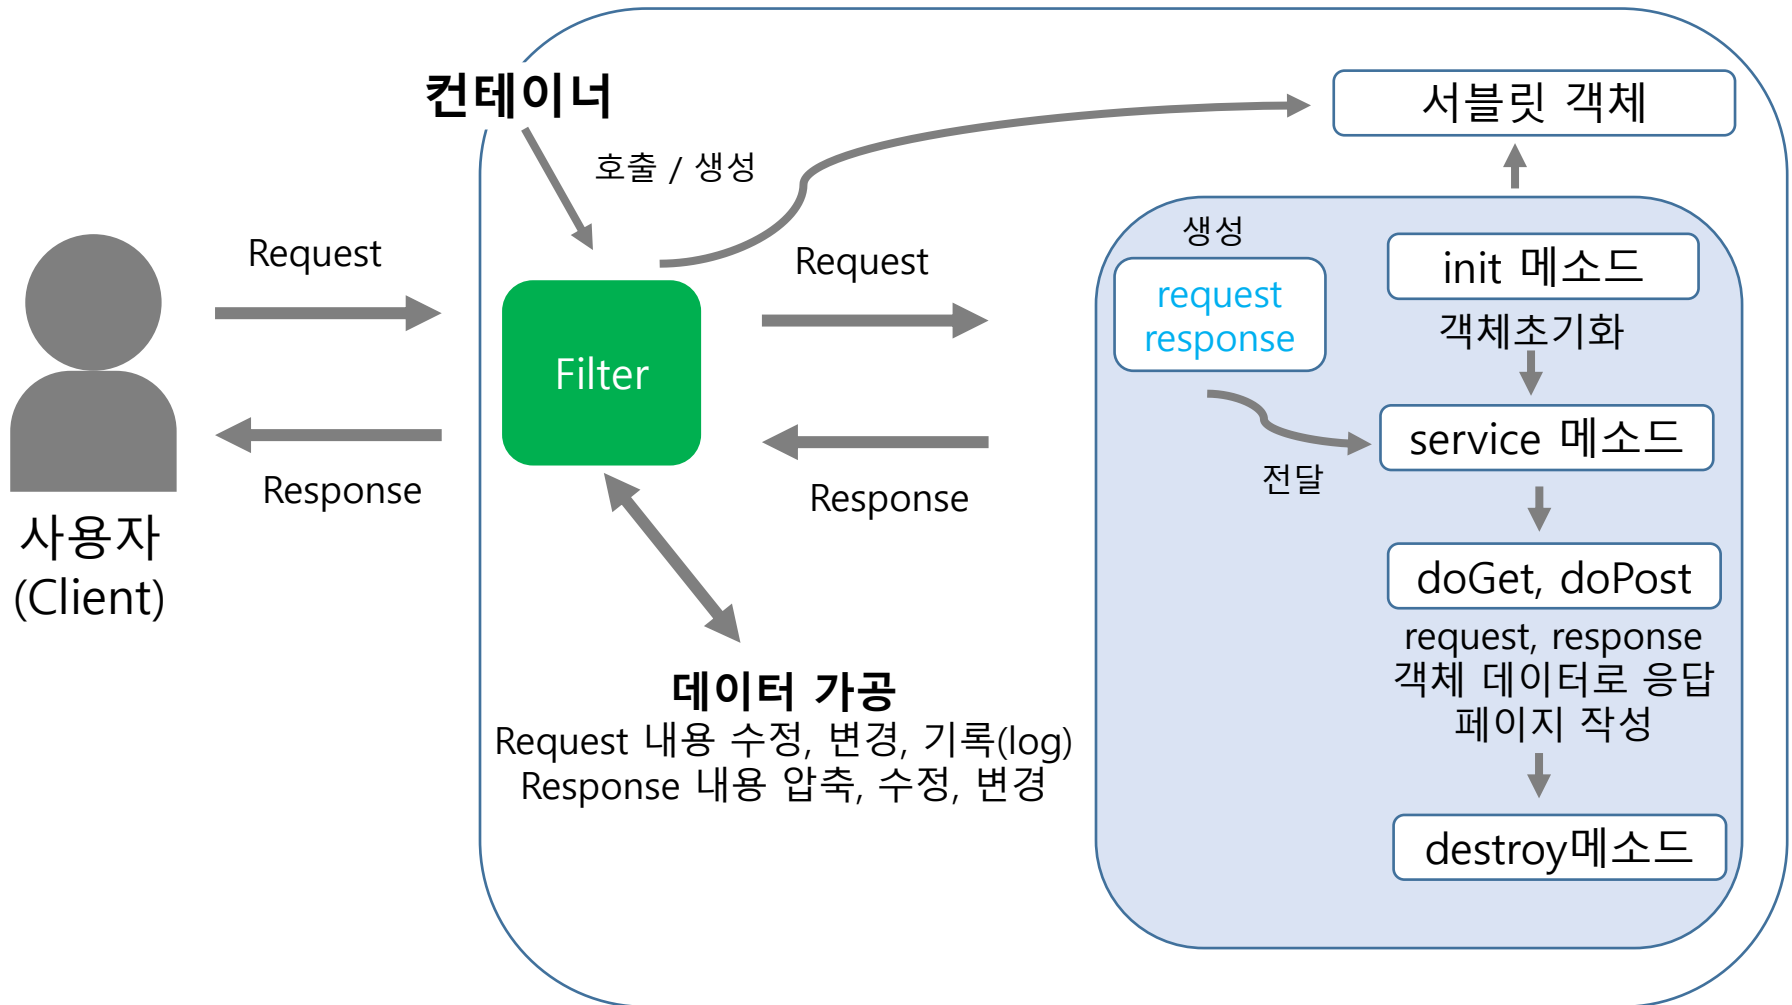 컨테이너
호출 / 생성
서블릿 객체
Request
Request
Filter
Response
Response
사용자
(Client)
데이터 가공
Request 내용 수정, 변경, 기록(log)
Response 내용 압축, 수정, 변경
생성
request
response
전달
init 메소드
객체초기화
service 메소드
doGet, doPost
request, response
객체 데이터로 응답
페이지 작성
destroy메소드